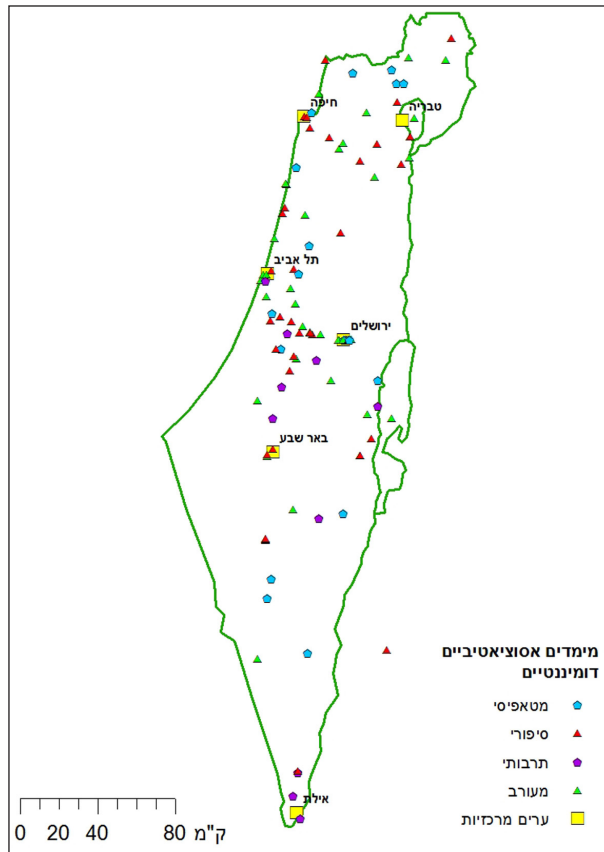 חיפה
טבריה
תל אביב
ירושלים
באר שבע
אילת
מימדים אסוציאטיביים
דומיננטיים
מטאפיסי
סיפורי
תרבותי
מעורב
ערים מרכזיות
0 20 40 80 ק"מ